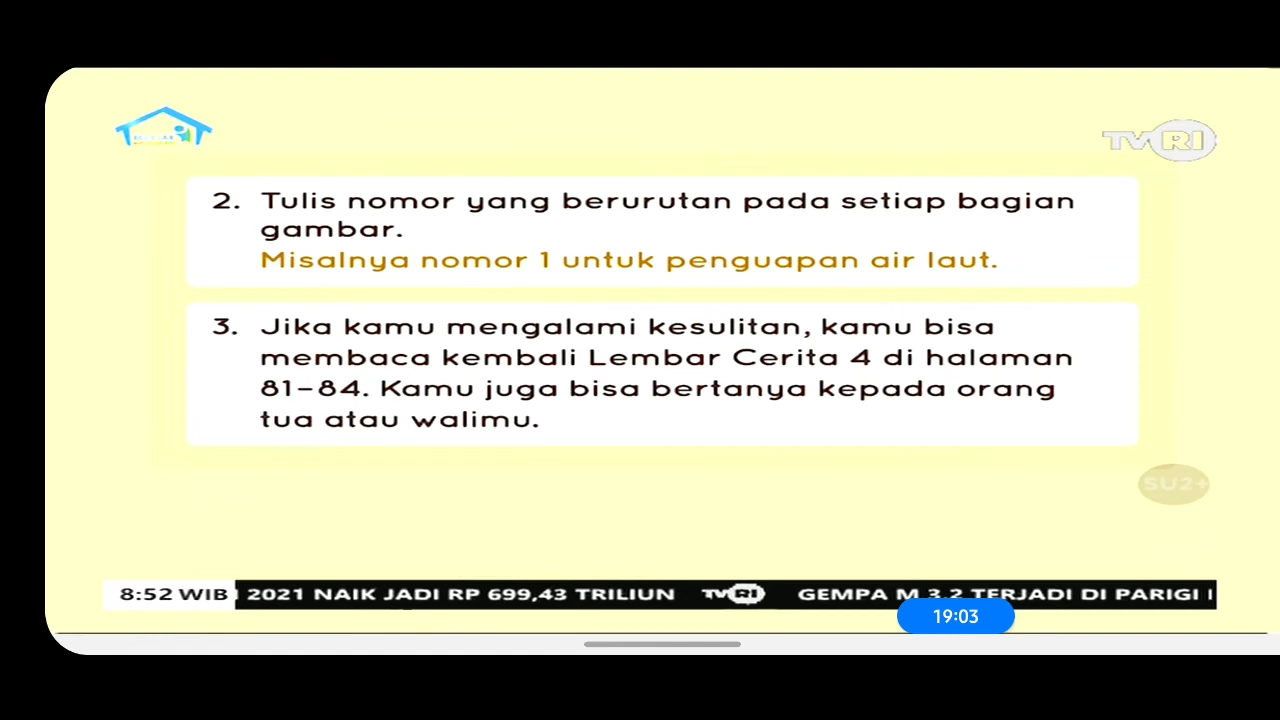 TVRI
2. Tulis nomor yang berurutan pada setiap bagian
gambar.
Misalnya nomor 1 untuk penguapan air laut.
3. Jika kamu mengalami kesulitan, kamu bisa
membaca kembali Lembar Cerita 4 di halaman
81-84. Kamu juga bisa bertanya kepada orang
tua atau walimu.
SU2+
8:52 WIB 2021 NAIK JADI RP 699,43 TRILIUN TVRI GEMPA M 3,2 TERJADI DI PARIGI
19:03